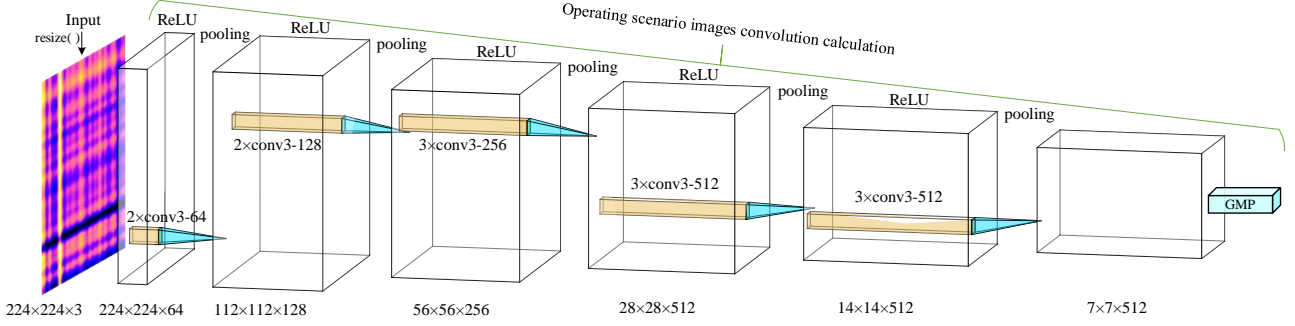 Input
resize( )
Operating scenario images convolution calculation
ReLU
pooling
ReLU
pooling
ReLU
pooling
ReLU
pooling
ReLU
pooling
2×conv3-64
2×conv3-128
3×conv3-256
3×conv3-512
3×conv3-512
GMP
224×224×3
224×224×64
112×112×128
56×56×256
28×28×512
14×14×512
7×7×512